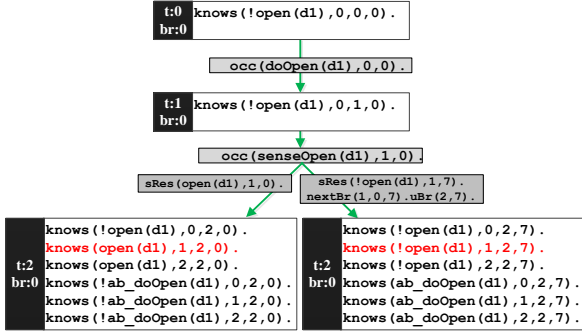 t:0
br:0
knows(!open(d1),0,0,0).
occ(doOpen(d1),0,0).
t:1
br:0
knows(!open(d1),0,1,0).
occ(senseOpen(d1),1,0).
sRes(open(d1),1,0).
sRes(!open(d1),1,7).
nextBr(1,0,7).uBr(2,7).
t:2
br:0
knows(!open(d1),0,2,0).
knows(open(d1),1,2,0).
knows(open(d1),2,2,0).
knows(!ab_doOpen(d1),0,2,0).
knows(!ab_doOpen(d1),1,2,0).
knows(!ab_doOpen(d1),2,2,0).
t:2
br:0
knows(!open(d1),0,2,7).
knows(!open(d1),1,2,7).
knows(!open(d1),2,2,7).
knows(ab_doOpen(d1),0,2,7).
knows(ab_doOpen(d1),1,2,7).
knows(ab_doOpen(d1),2,2,7).